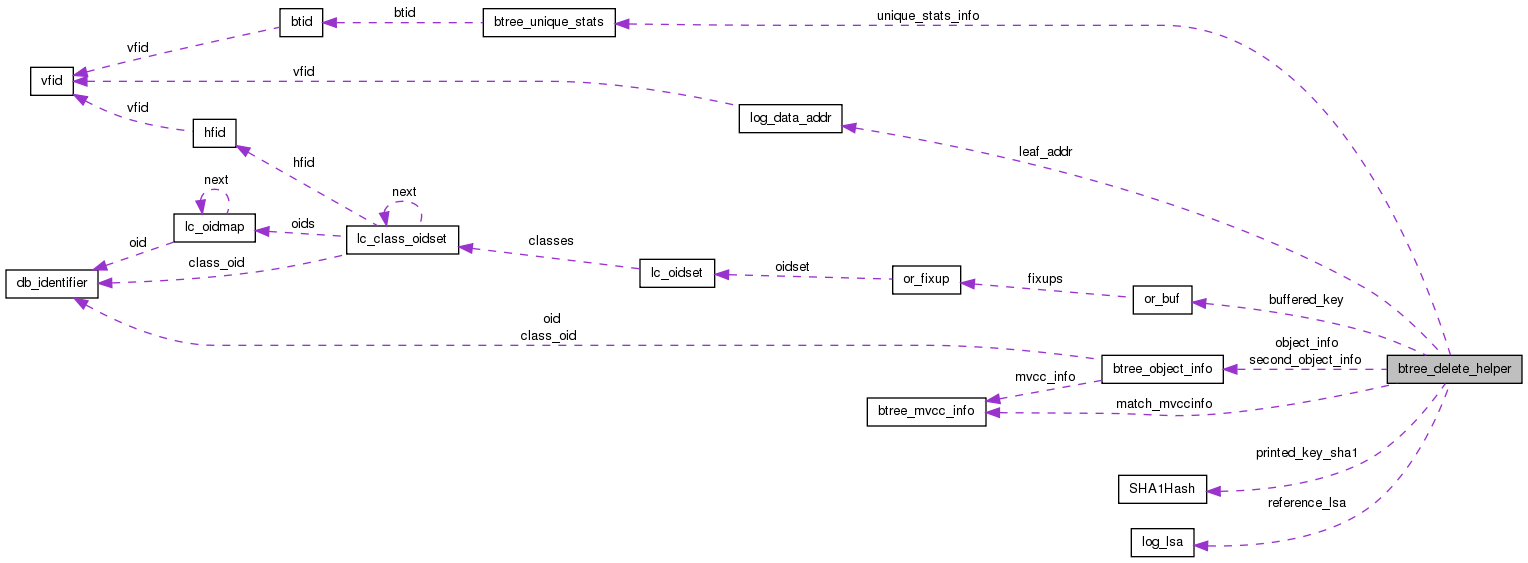 btid
btid
btree_unique_stats
unique_stats_info
vfid
vfid
vfid
vfid
hfid
log_data_addr
leaf_addr
hfid
next
next
lc_oidmap
oids
lc_class_oidset
oid
class_oid
classes
db_identifier
lc_oidset
oidset
or_fixup
fixups
or_buf
buffered_key
oid
class_oid
object_info
second_object_info
btree_object_info
btree_delete_helper
mvcc_info
match_mvccinfo
btree_mvcc_info
printed_key_sha1
SHA1Hash
reference_lsa
log_lsa